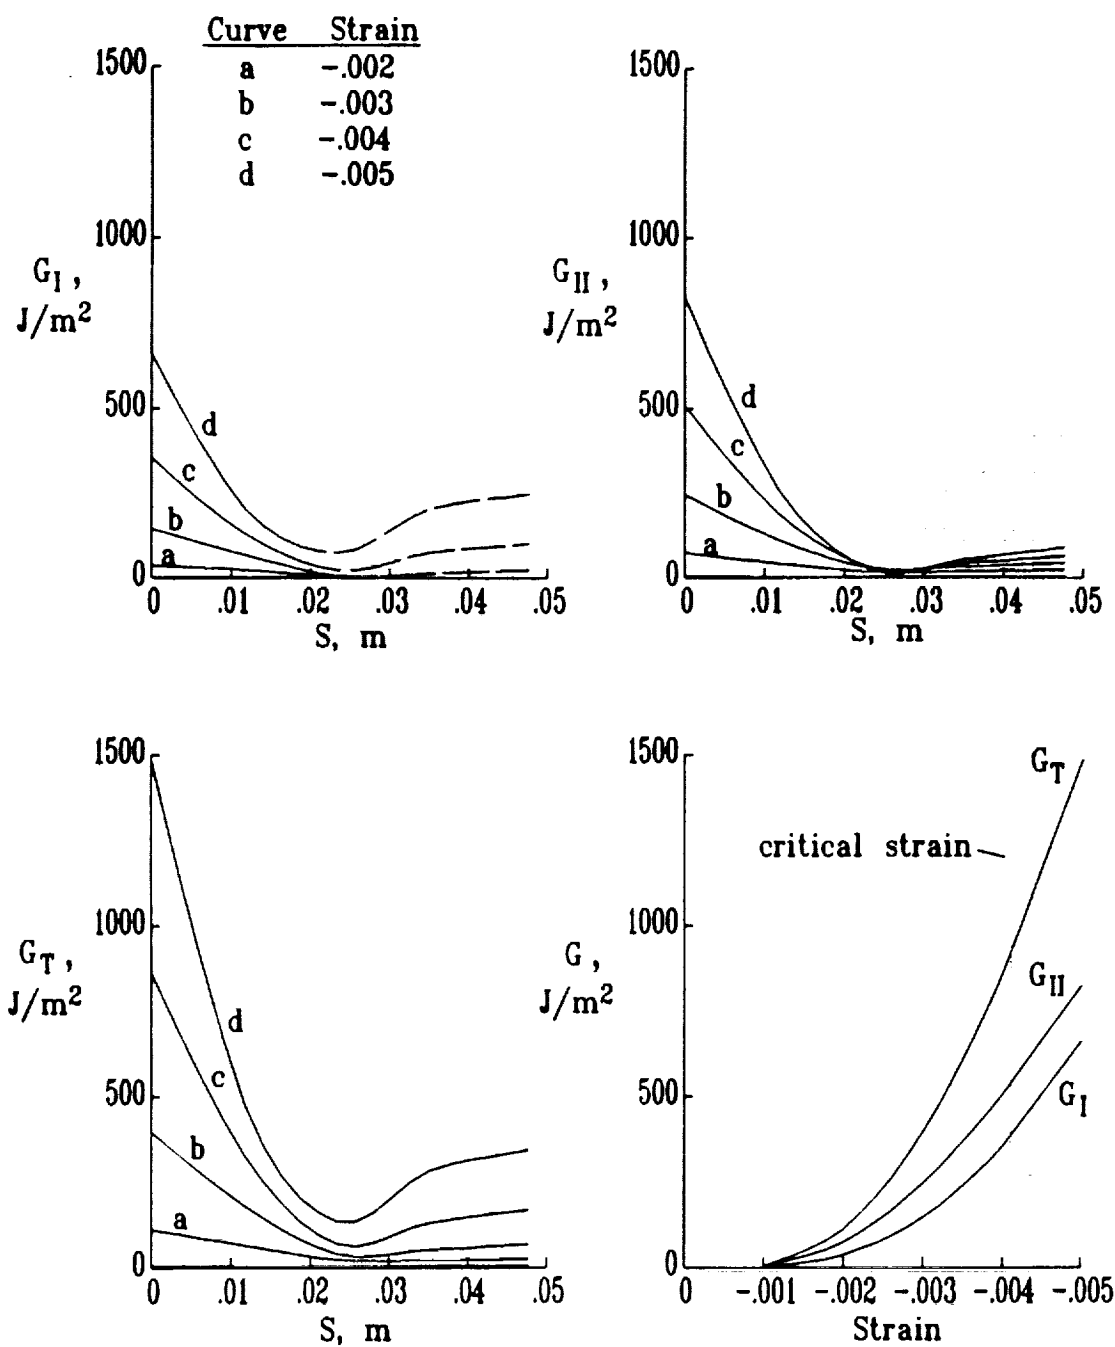 Curve Strain
a -.002
b -.003
c -.004
d -.005
1500
1000
500
0
G_I ,
J/m²
d
c
b
a
0 .01 .02 .03 .04 .05
S, m
1500
1000
500
0
G_II ,
J/m²
d
c
b
a
0 .01 .02 .03 .04 .05
S, m
1500
1000
500
0
G_T ,
J/m²
d
c
b
a
0 .01 .02 .03 .04 .05
S, m
1500
1000
500
0
G,
J/m²
G_T
critical strain
G_II
G_I
0 -.001 -.002 -.003 -.004 -.005
Strain